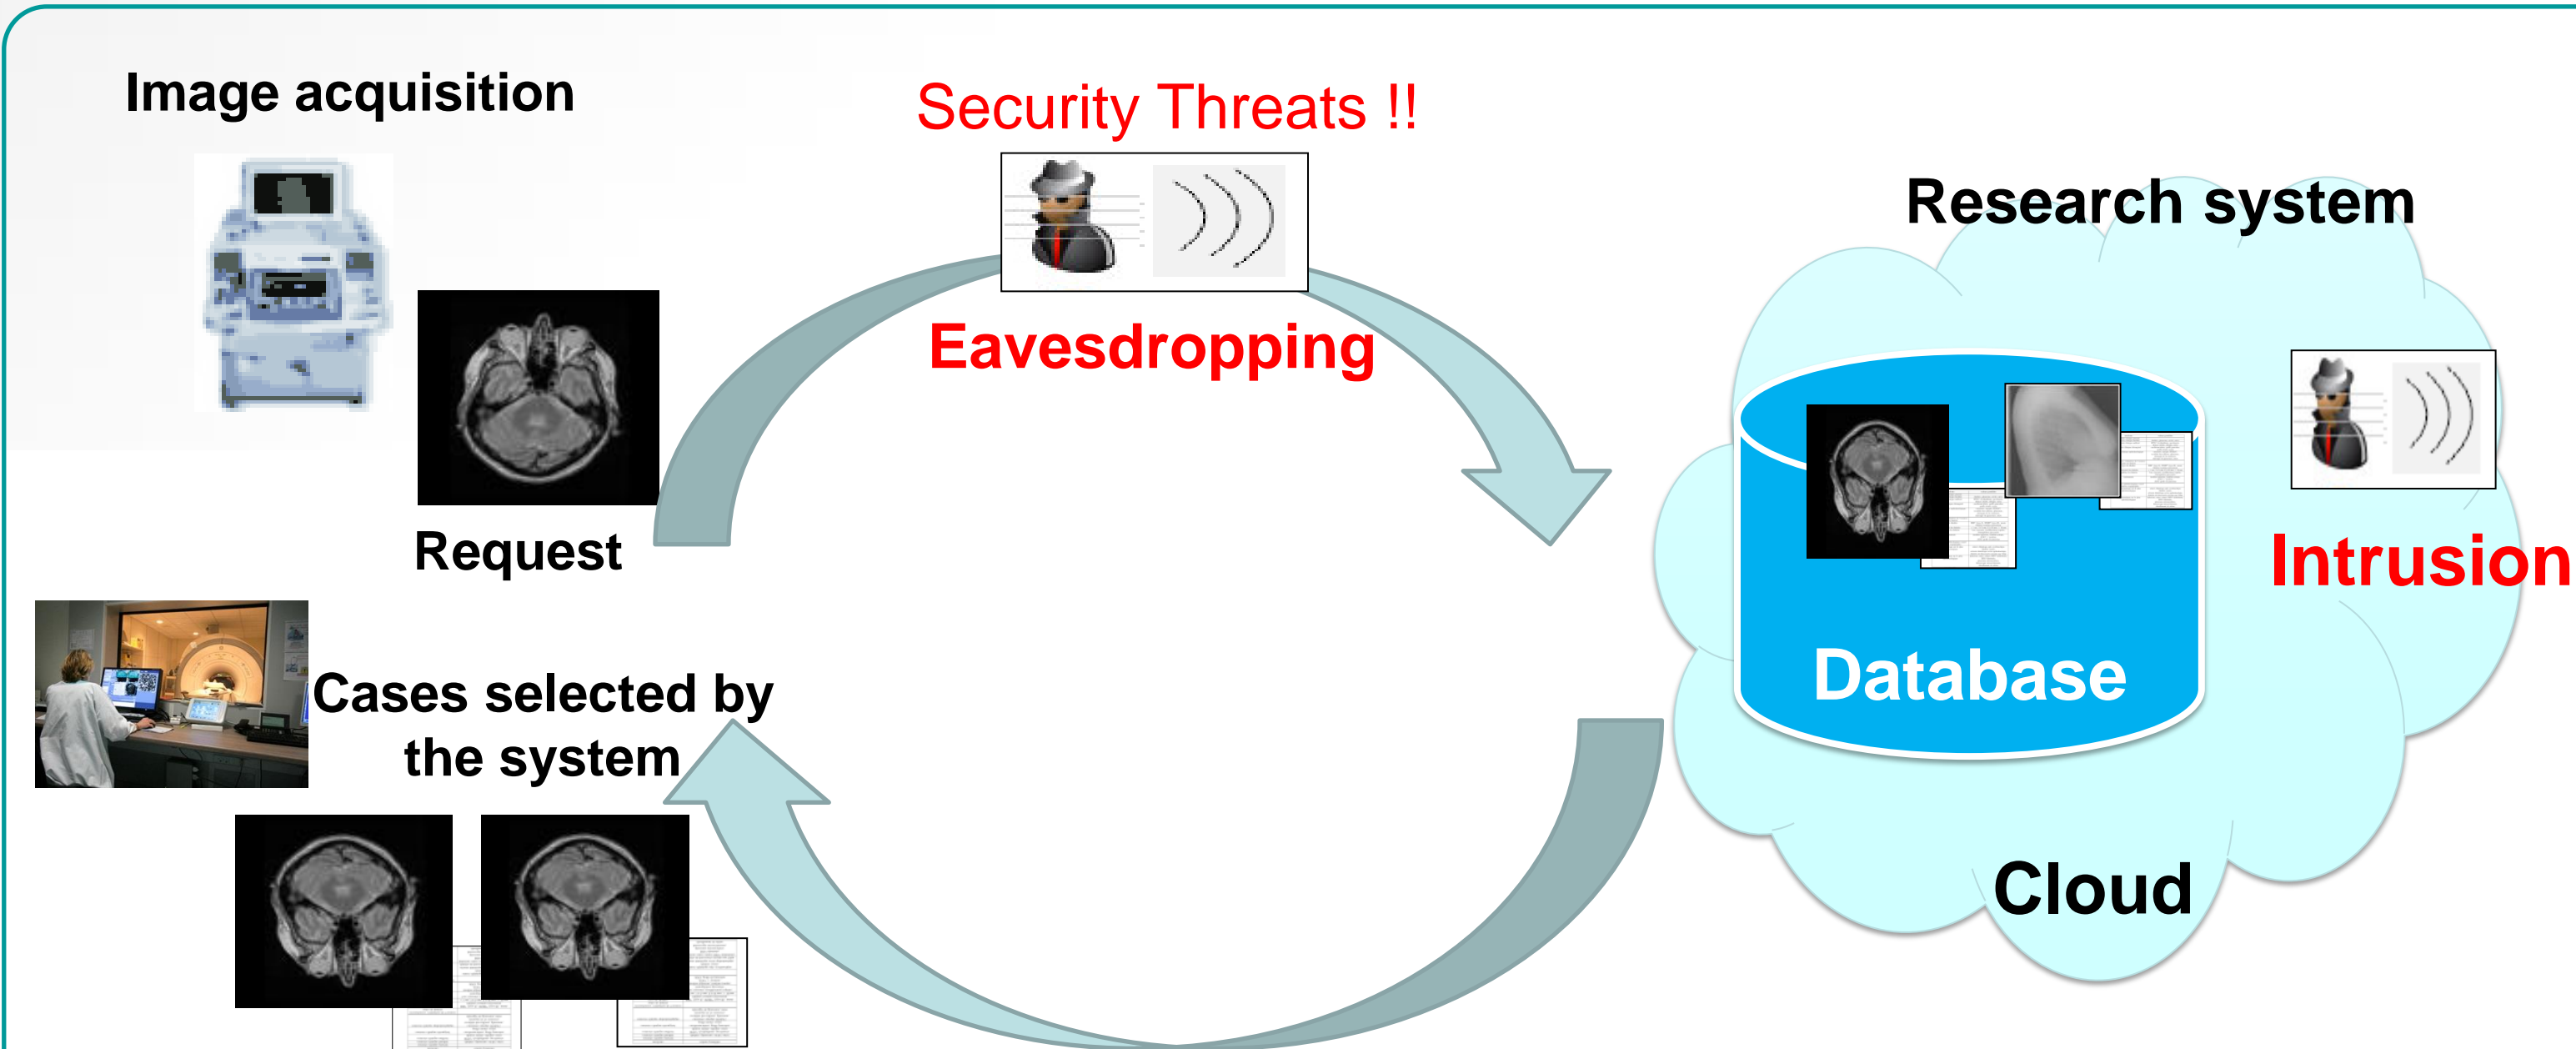 Image acquisition
Security Threats !!
Eavesdropping
Research system
Request
Intrusion
Cases selected by
the system
Database
Cloud